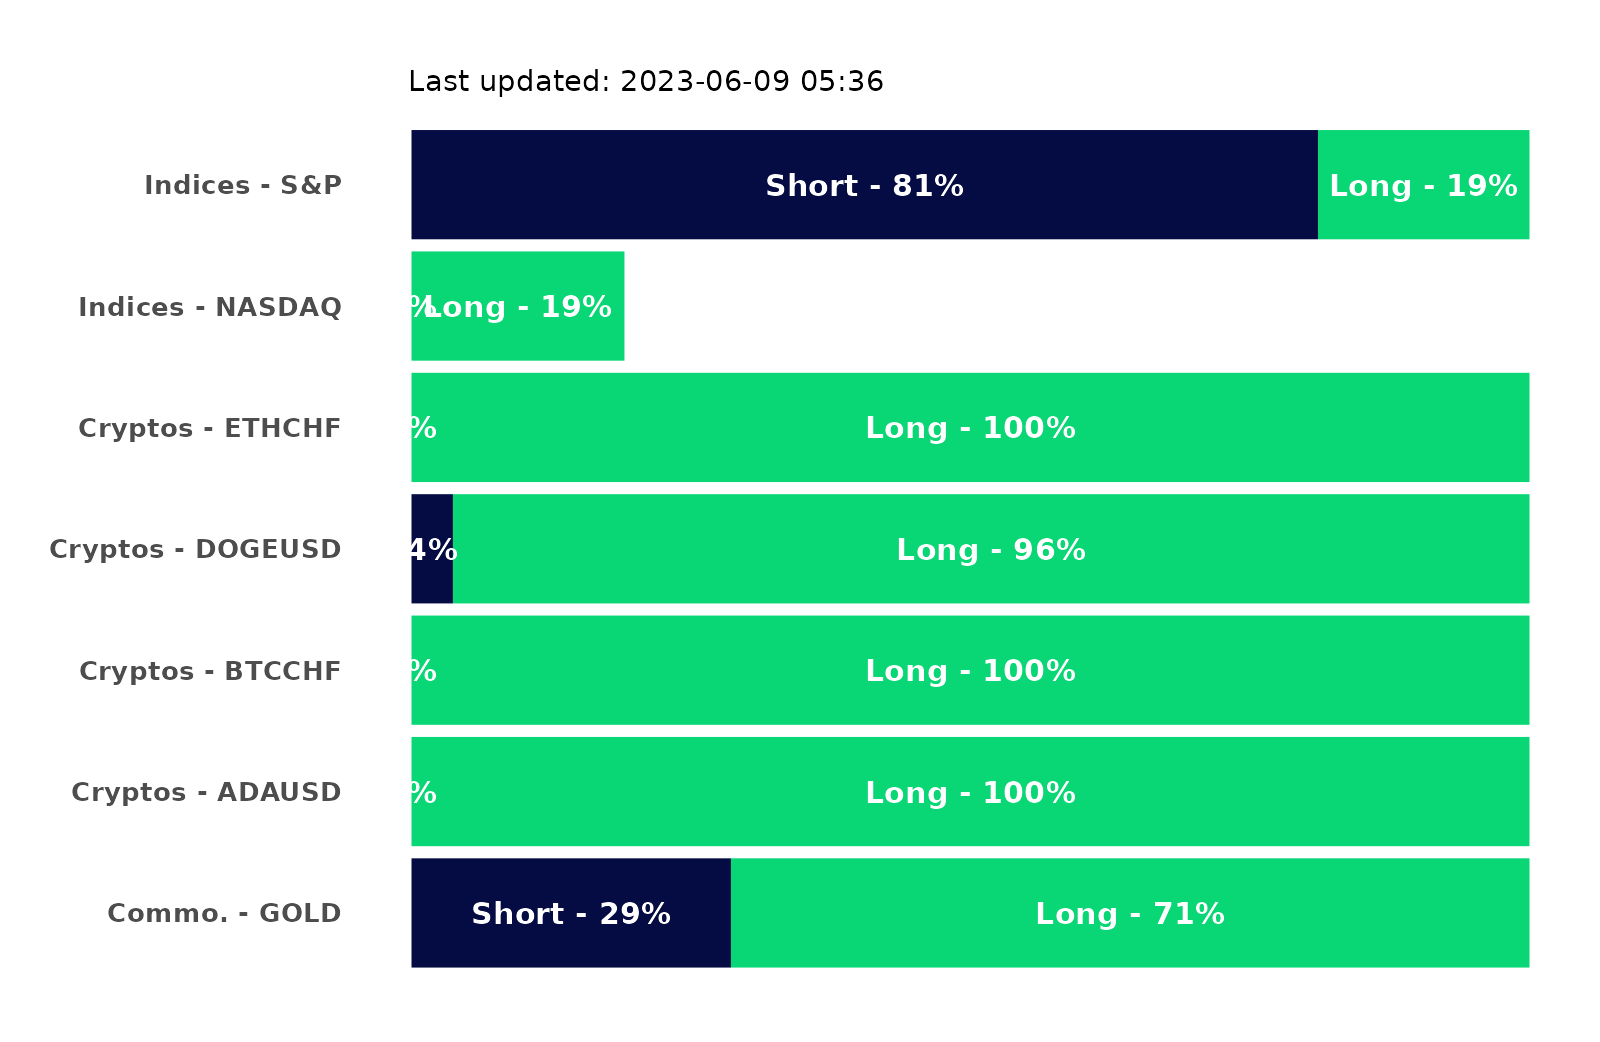 Last updated: 2023-06-09 05:36
Indices - S&P Short - 81% Long - 19%
Indices - NASDAQ % Long - 19%
Cryptos - ETHCHF % Long - 100%
Cryptos - DOGEUSD 4% Long - 96%
Cryptos - BTCCHF % Long - 100%
Cryptos - ADAUSD % Long - 100%
Commo. - GOLD Short - 29% Long - 71%